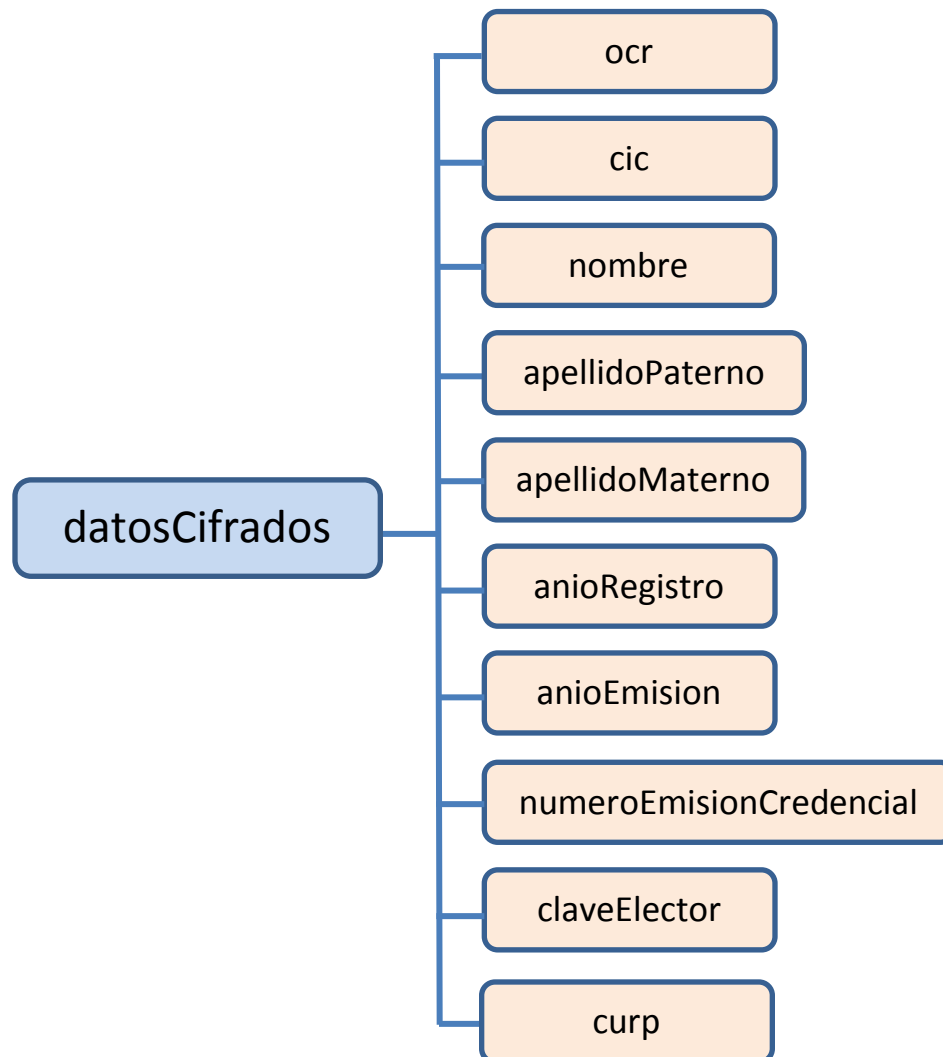 ocr
cic
nombre
apellidoPaterno
apellidoMaterno
datosCifrados
anioRegistro
anioEmision
numeroEmisionCredencial
claveElector
curp